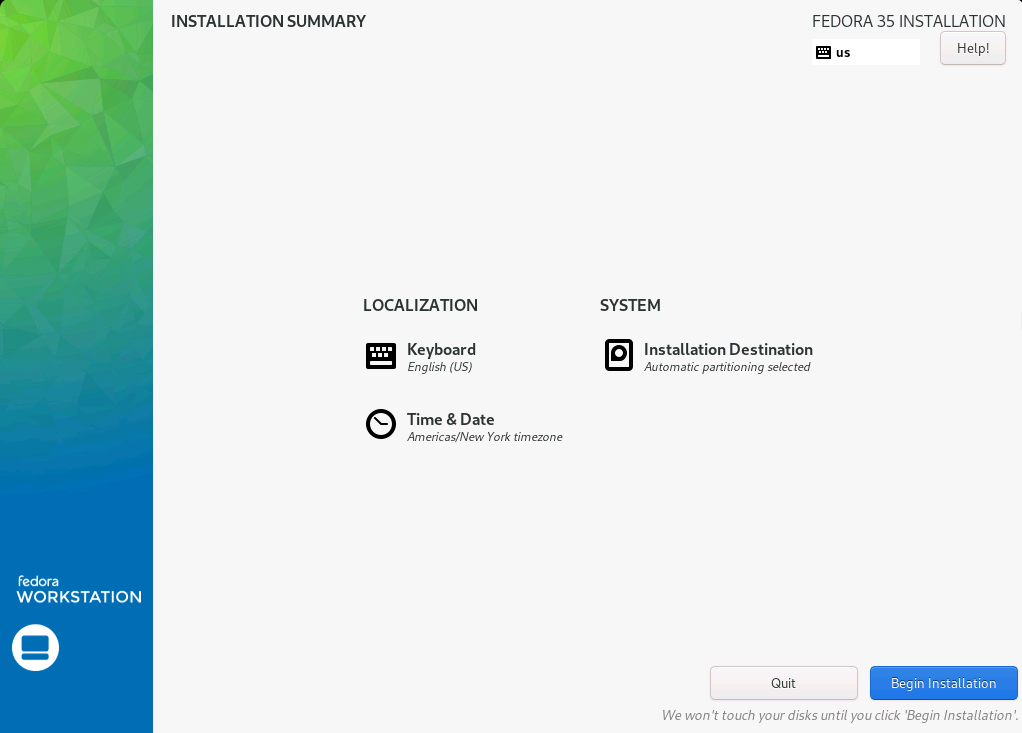 INSTALLATION SUMMARY
FEDORA 35 INSTALLATION
us
Help!
LOCALIZATION
Keyboard
English (US)
Time & Date
Americas/New York timezone
SYSTEM
Installation Destination
Automatic partitioning selected
fedora
WORKSTATION
Quit
Begin Installation
We won't touch your disks until you click 'Begin Installation'.